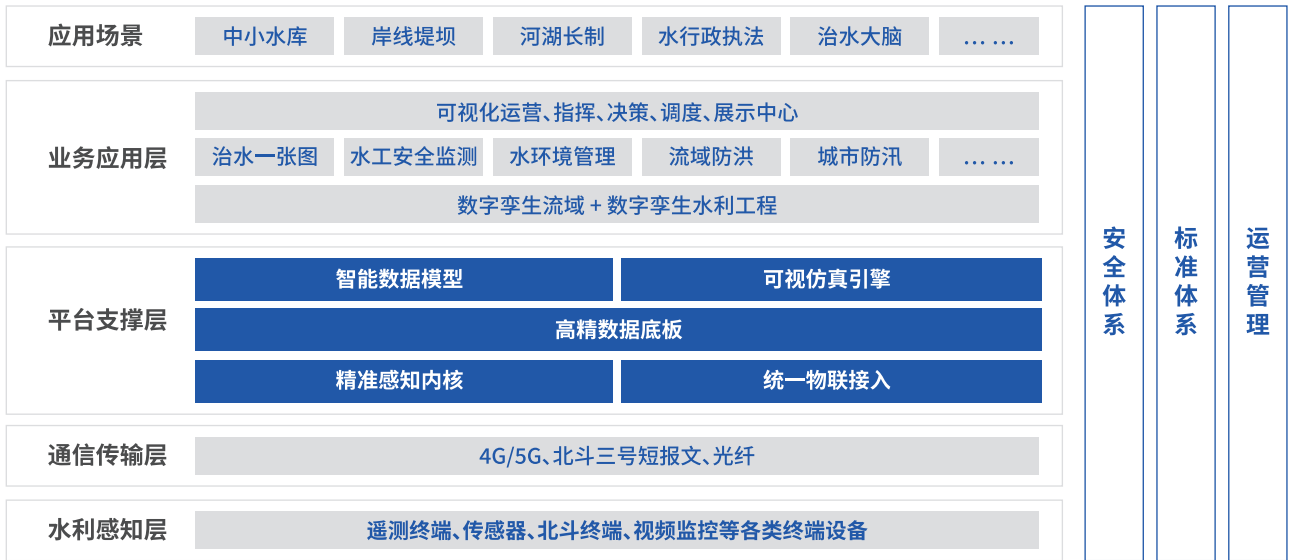 应用场景
中小水库
岸线堤坝
河湖长制
水行政执法
治水大脑
... ...
业务应用层
可视化运营、指挥、决策、调度、展示中心
治水一张图
水工安全监测
水环境管理
流域防洪
城市防汛
... ...
数字孪生流域 + 数字孪生水利工程
平台支撑层
智能数据模型
可视仿真引擎
高精数据底板
精准感知内核
统一物联接入
通信传输层
4G/5G、北斗三号短报文、光纤
水利感知层
遥测终端、传感器、北斗终端、视频监控等各类终端设备
安全体系
标准体系
运营管理